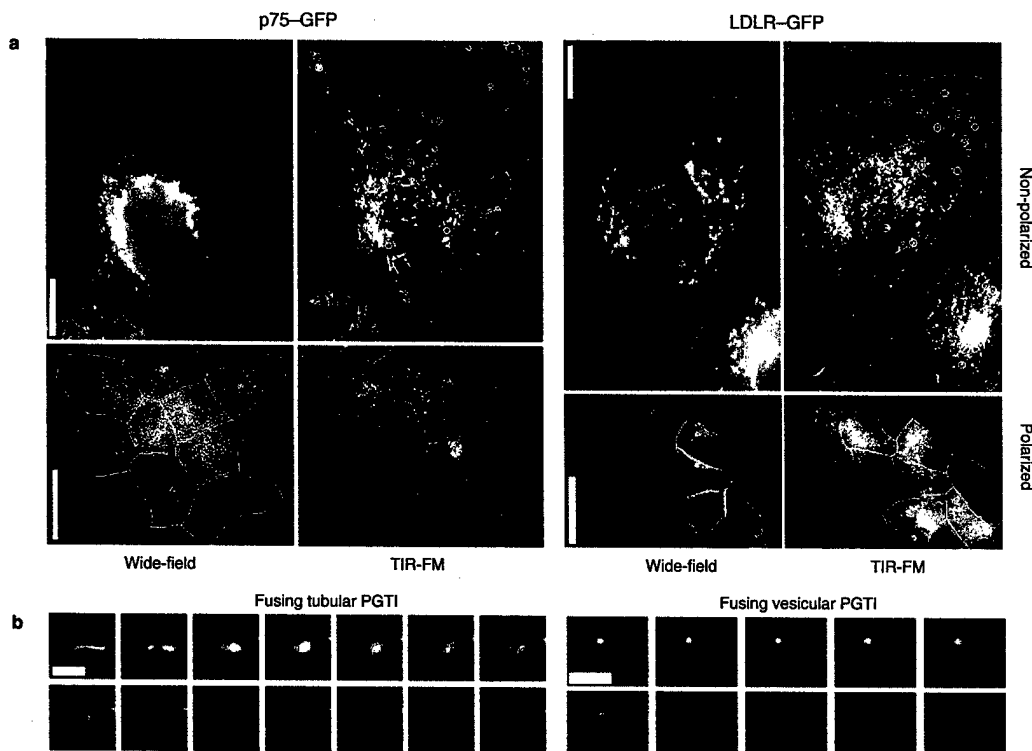 p75–GFP
LDLR–GFP
a
Non-polarized
Polarized
Wide-field
TIR-FM
Wide-field
TIR-FM
b
Fusing tubular PGTI
Fusing vesicular PGTI